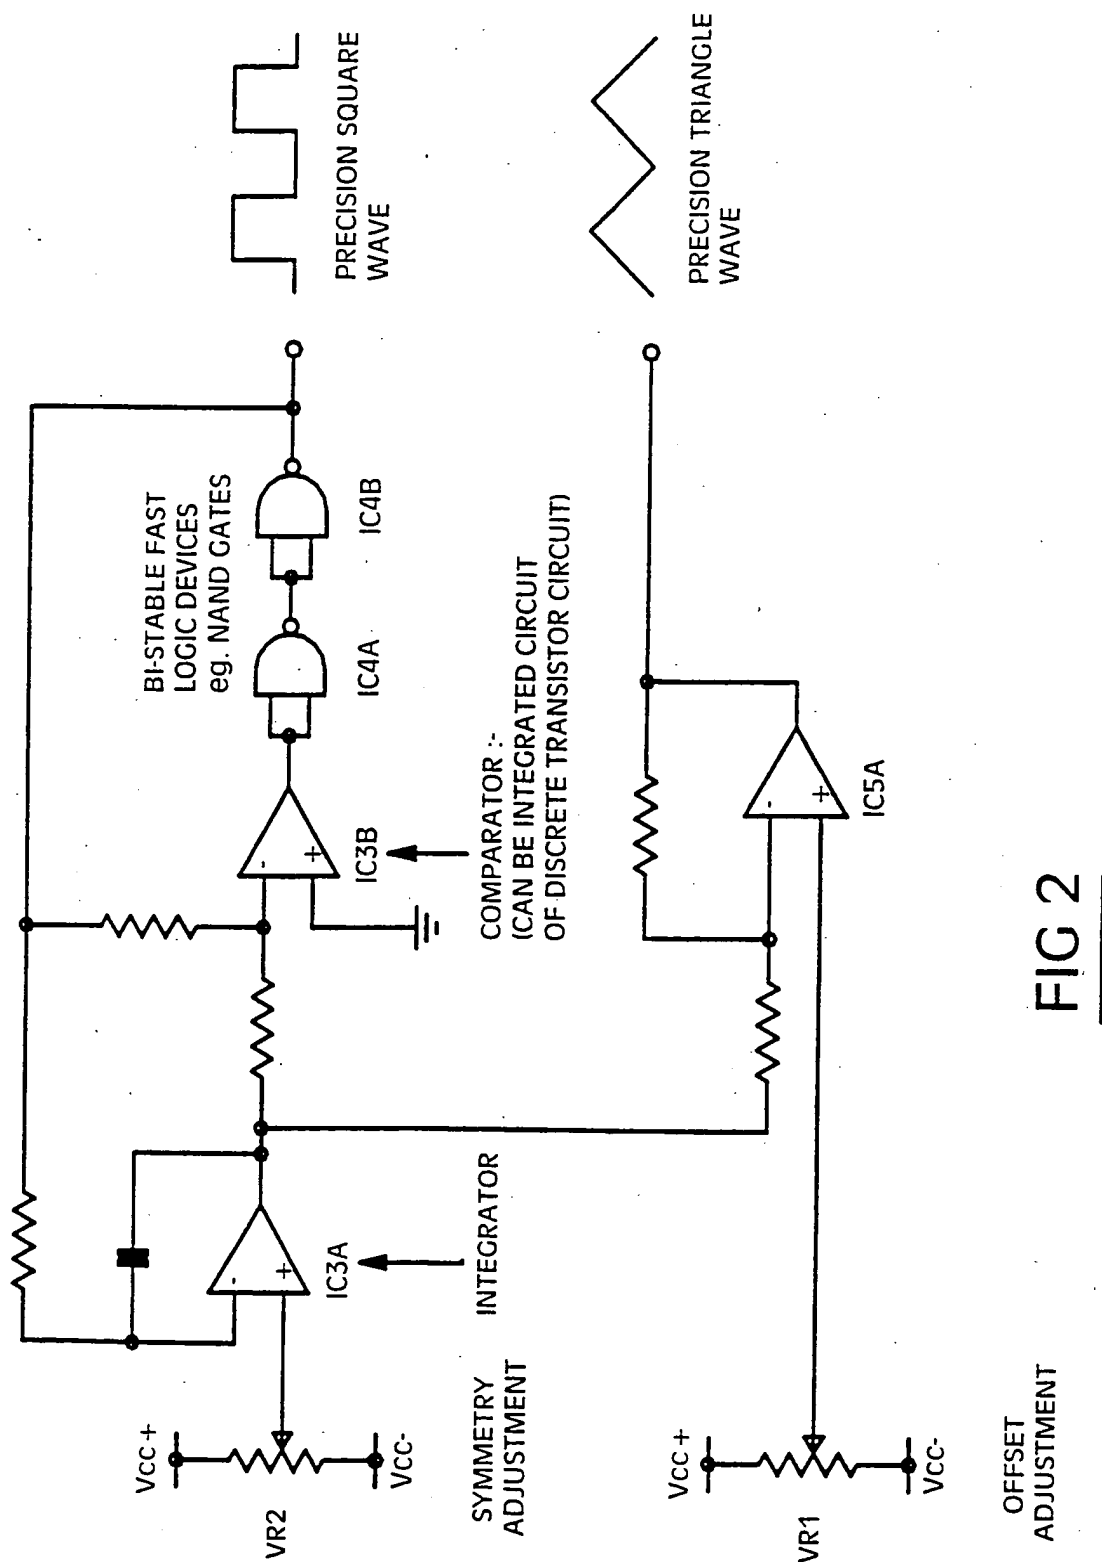 PRECISION SQUARE
WAVE
BI-STABLE FAST
LOGIC DEVICES
eg. NAND GATES
IC4A
IC4B
-
+
IC3B
COMPARATOR :-
(CAN BE INTEGRATED CIRCUIT
OF DISCRETE TRANSISTOR CIRCUIT)
-
+
IC3A
INTEGRATOR
Vcc+
Vcc-
VR2
SYMMETRY
ADJUSTMENT
PRECISION TRIANGLE
WAVE
-
+
IC5A
Vcc+
Vcc-
VR1
OFFSET
ADJUSTMENT
FIG 2